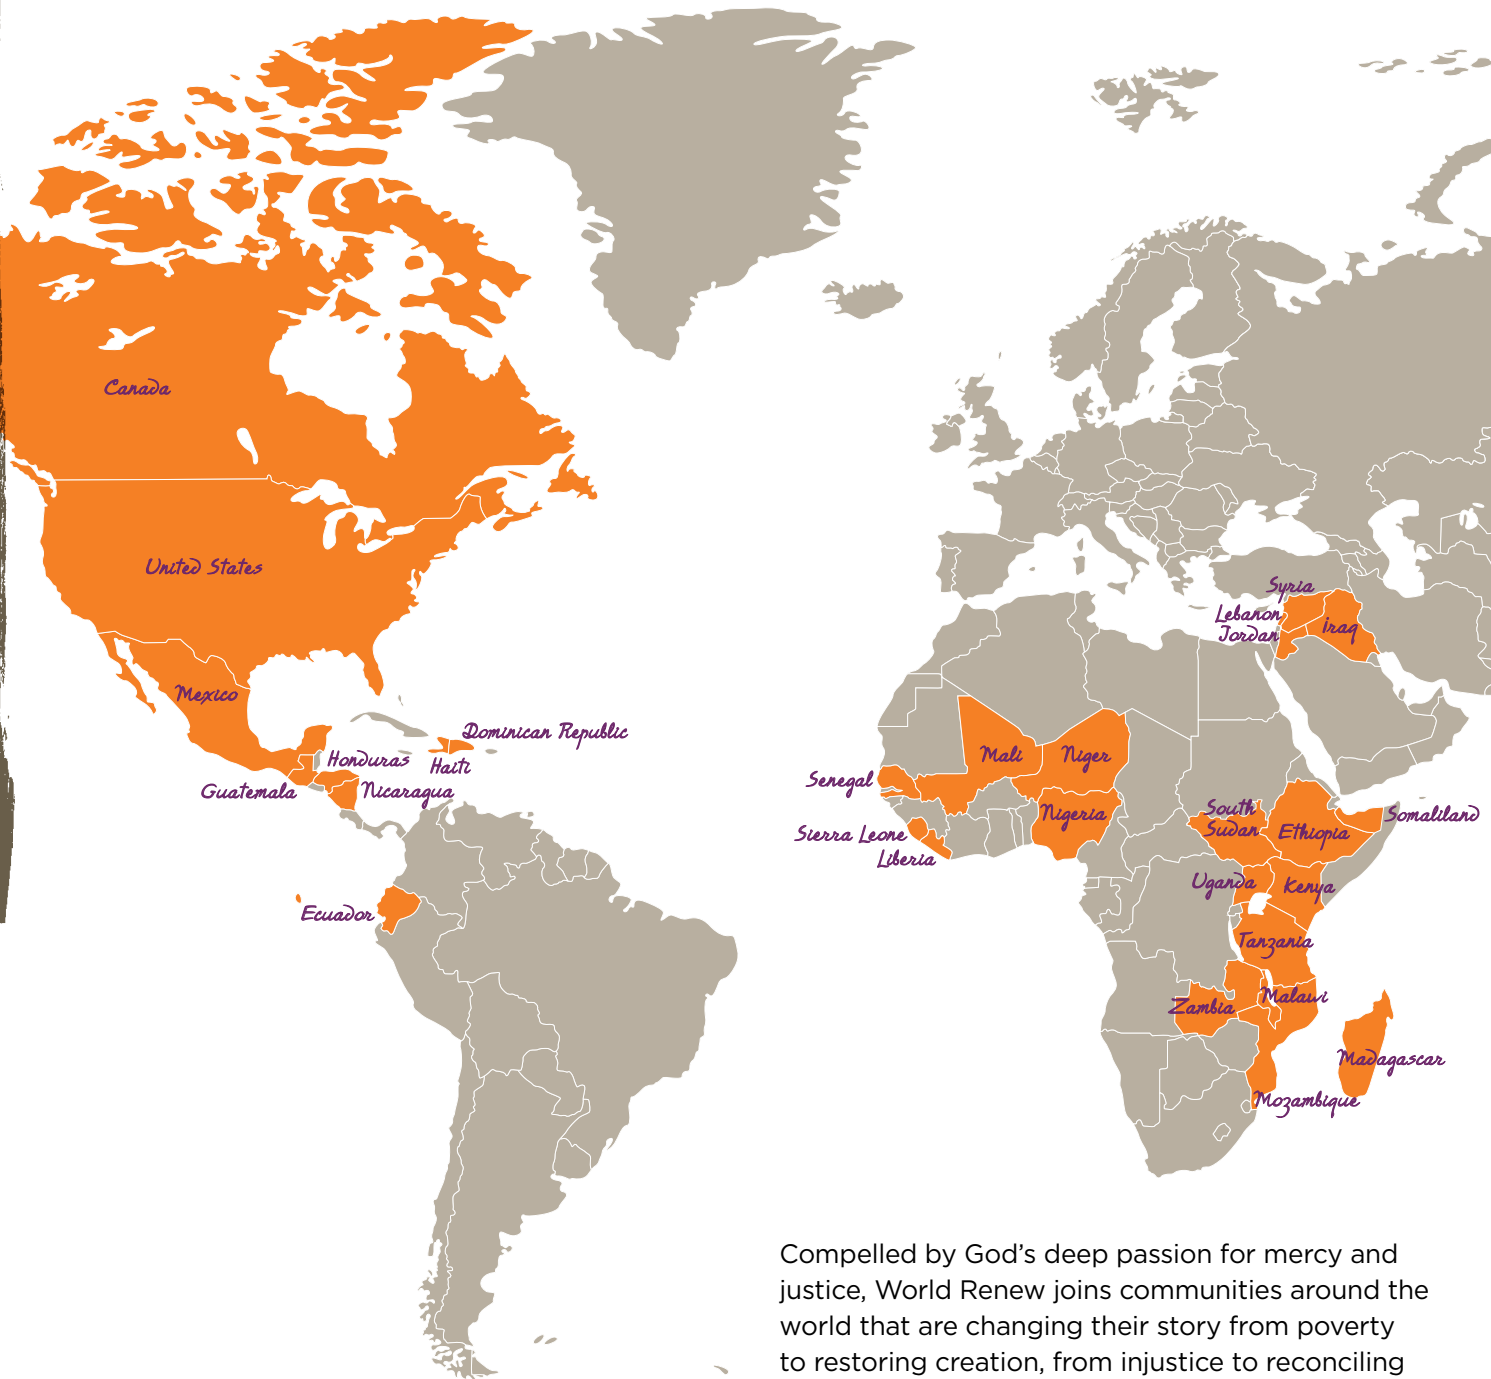 Canada
United States
Mexico
Dominican Republic
Honduras
Haiti
Guatemala
Nicaragua
Ecuador
Syria
Lebanon
Jordan
Iraq
Mali
Niger
Senegal
Nigeria
Sierra Leone
Liberia
South
Sudan
Ethiopia
Somaliland
Uganda
Kenya
Tanzania
Malawi
Zambia
Madagascar
Mozambique
Compelled by God’s deep passion for mercy and
justice, World Renew joins communities around the
world that are changing their story from poverty
to restoring creation, from injustice to reconciling